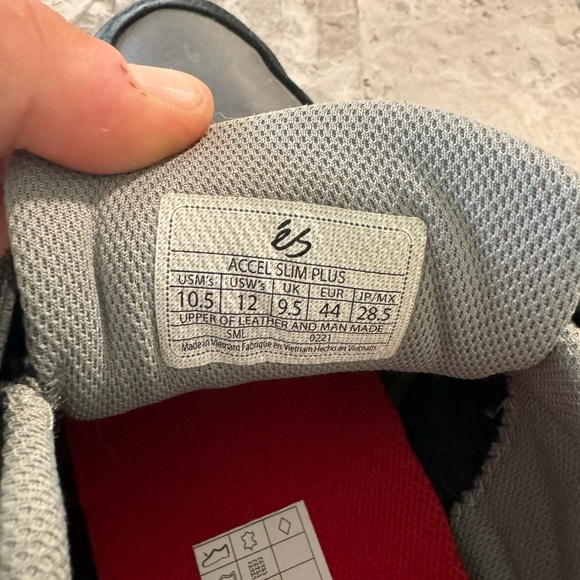 éS
ACCEL SLIM PLUS
USM's USW's UK EUR JP/MX
10.5 12 9.5 44 28.5
UPPER OF LEATHER AND MAN MADE
SMI 0221
Made in Vietnam Fabriqué en Vietnam Hecho en Vietnam